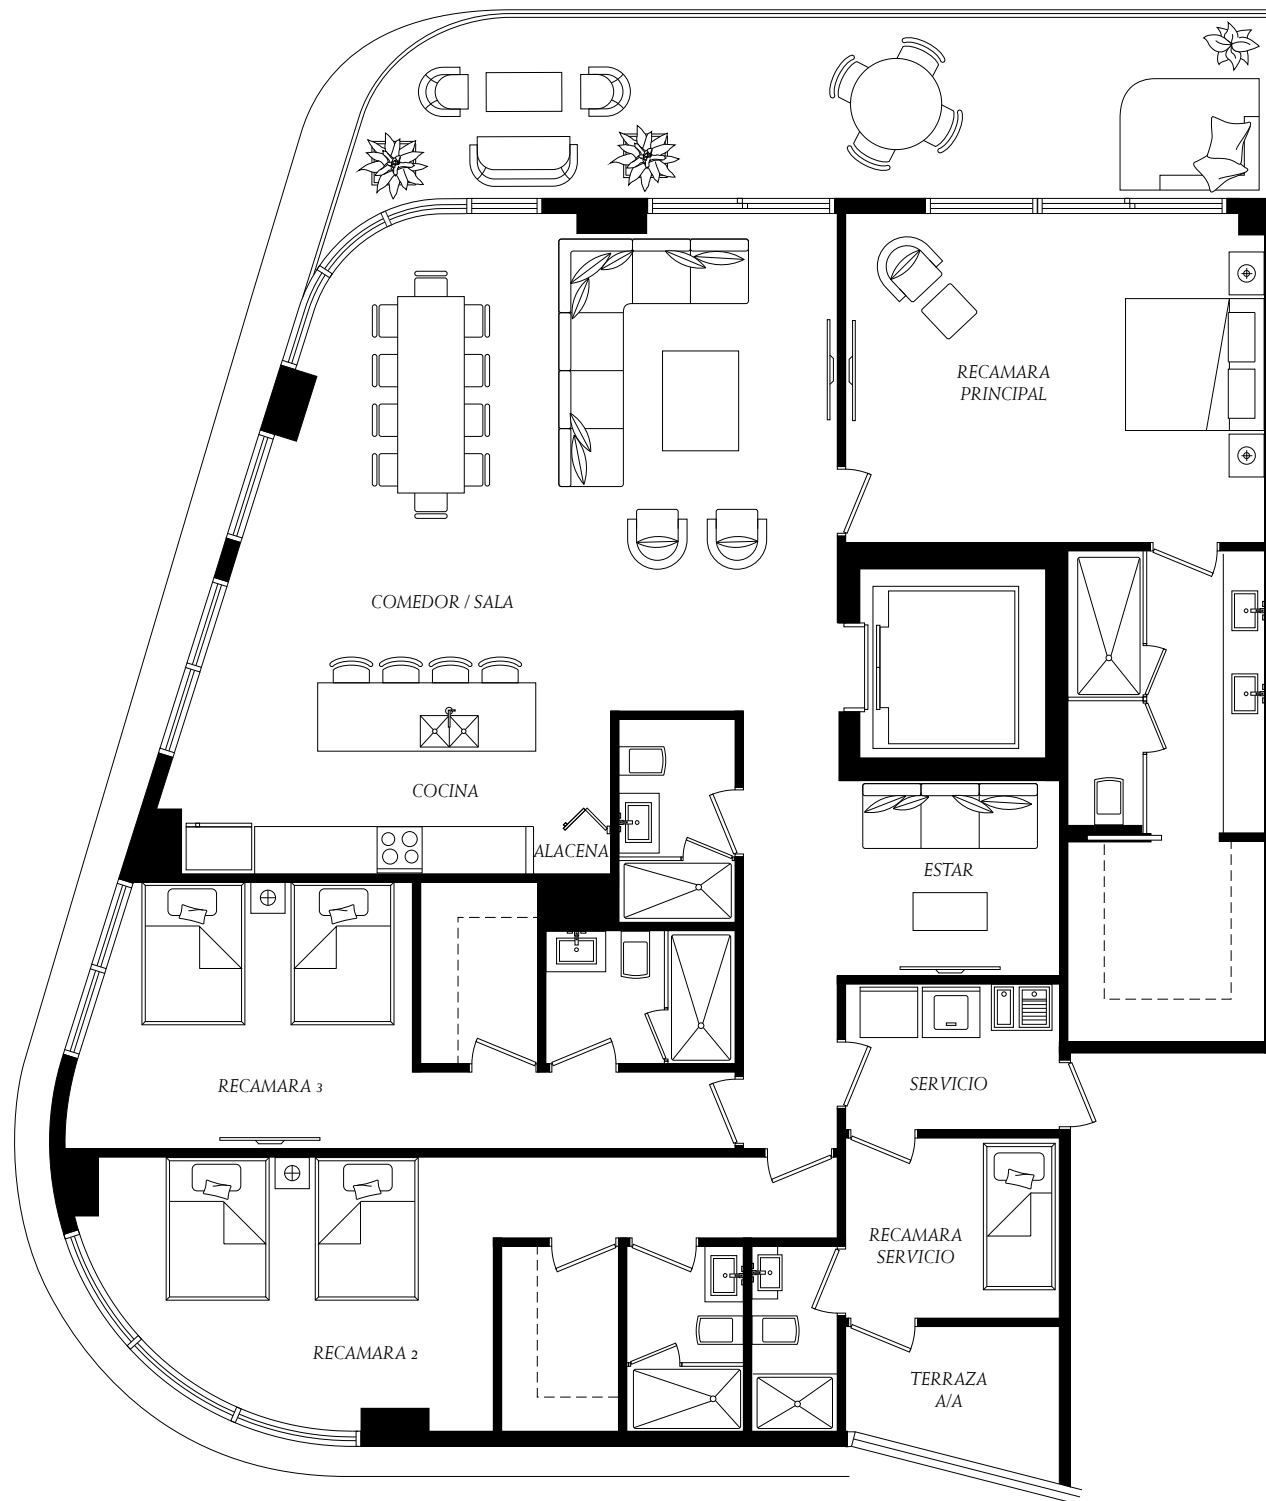 RECAMARA
PRINCIPAL
COMEDOR / SALA
COCINA
ALACENA
ESTAR
RECAMARA 3
SERVICIO
RECAMARA
SERVICIO
RECAMARA 2
TERRAZA
A/A